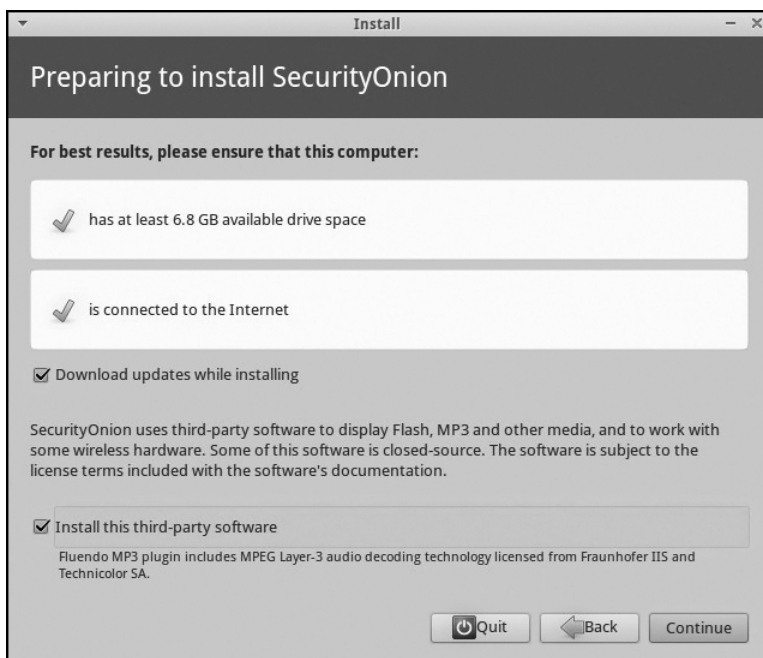 Install
Preparing to install SecurityOnion
For best results, please ensure that this computer:
has at least 6.8 GB available drive space
is connected to the Internet
Download updates while installing
SecurityOnion uses third-party software to display Flash, MP3 and other media, and to work with
some wireless hardware. Some of this software is closed-source. The software is subject to the
license terms included with the software's documentation.
Install this third-party software
Fluendo MP3 plugin includes MPEG Layer-3 audio decoding technology licensed from Fraunhofer IIS and
Technicolor SA.
Quit
Back
Continue